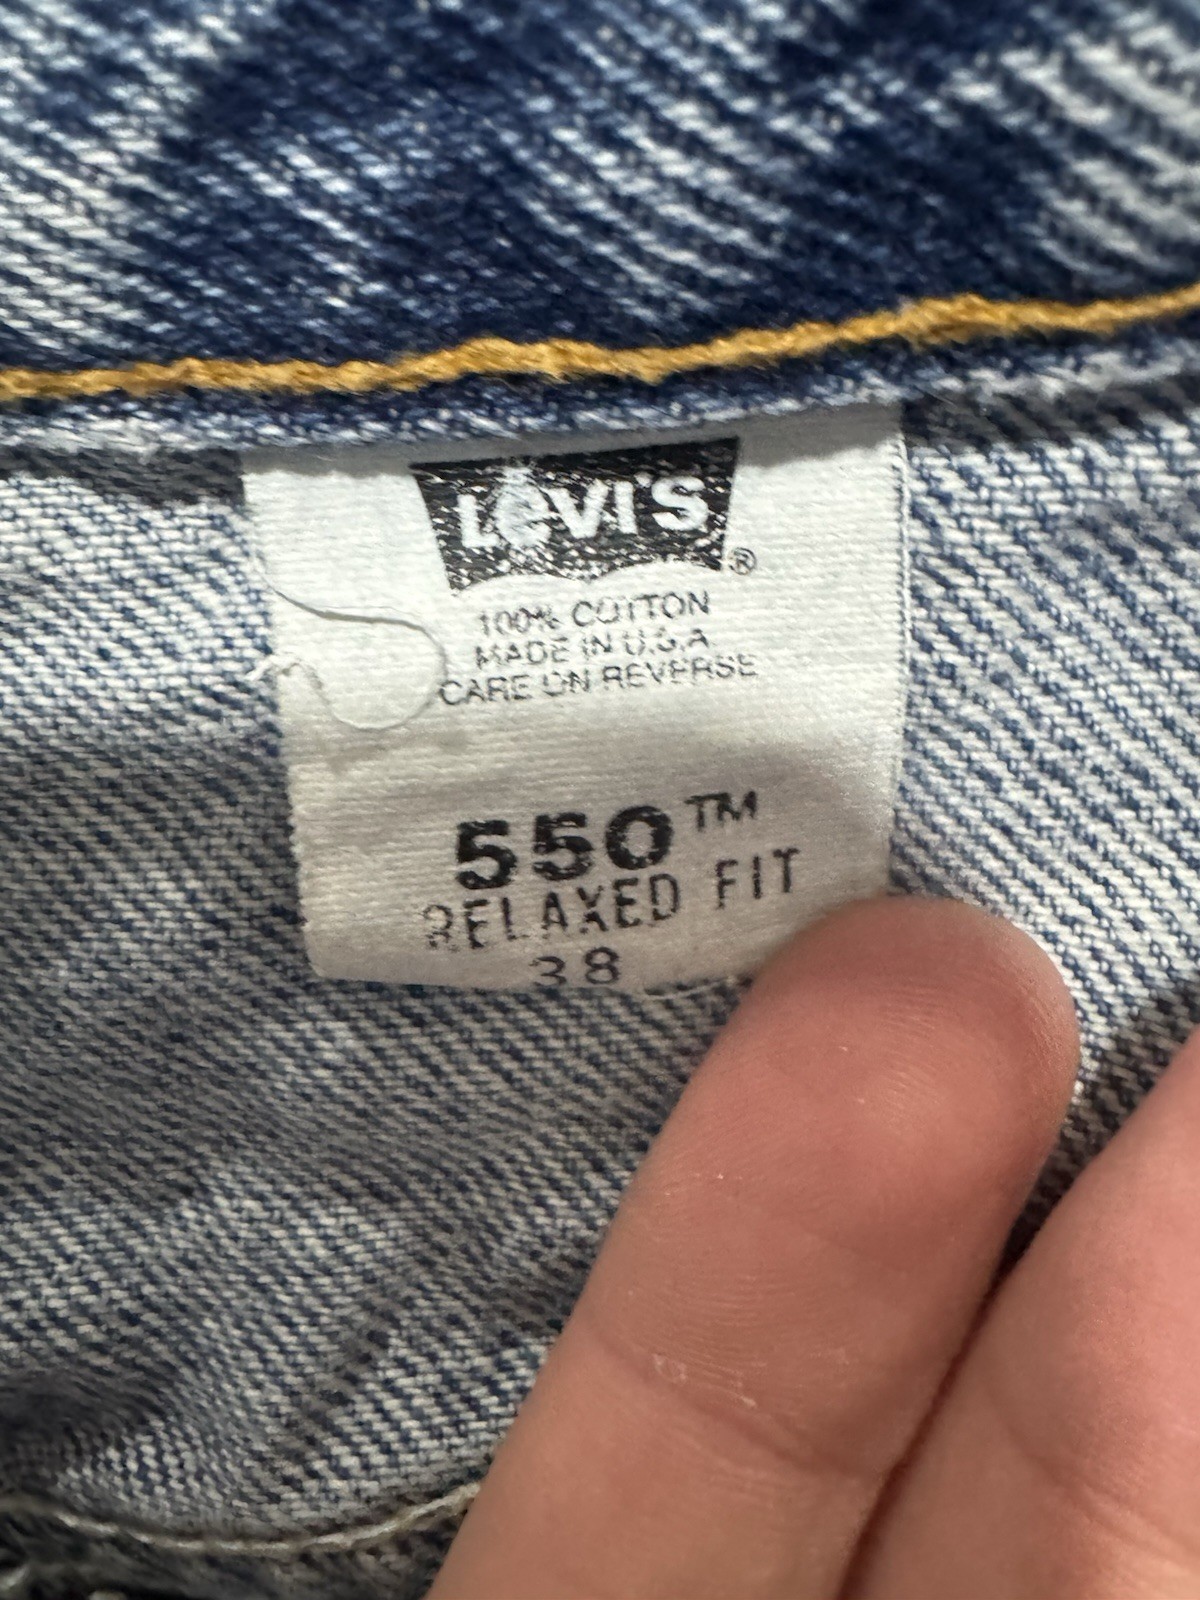 LeVI'S
®
100% COTTON
MADE IN U.S.A.
CARE ON REVERSE
550™
RELAXED FIT
38